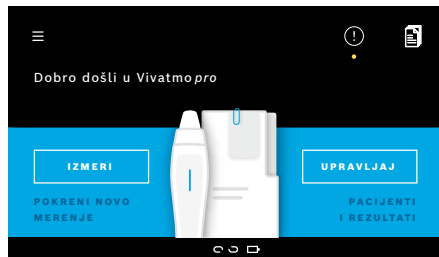 Dobro došli u Vivatmo pro
IZMERI
UPRAVLJAJ
POKRENI NOVO
MERENJE
PACIJENTI
I REZULTATI